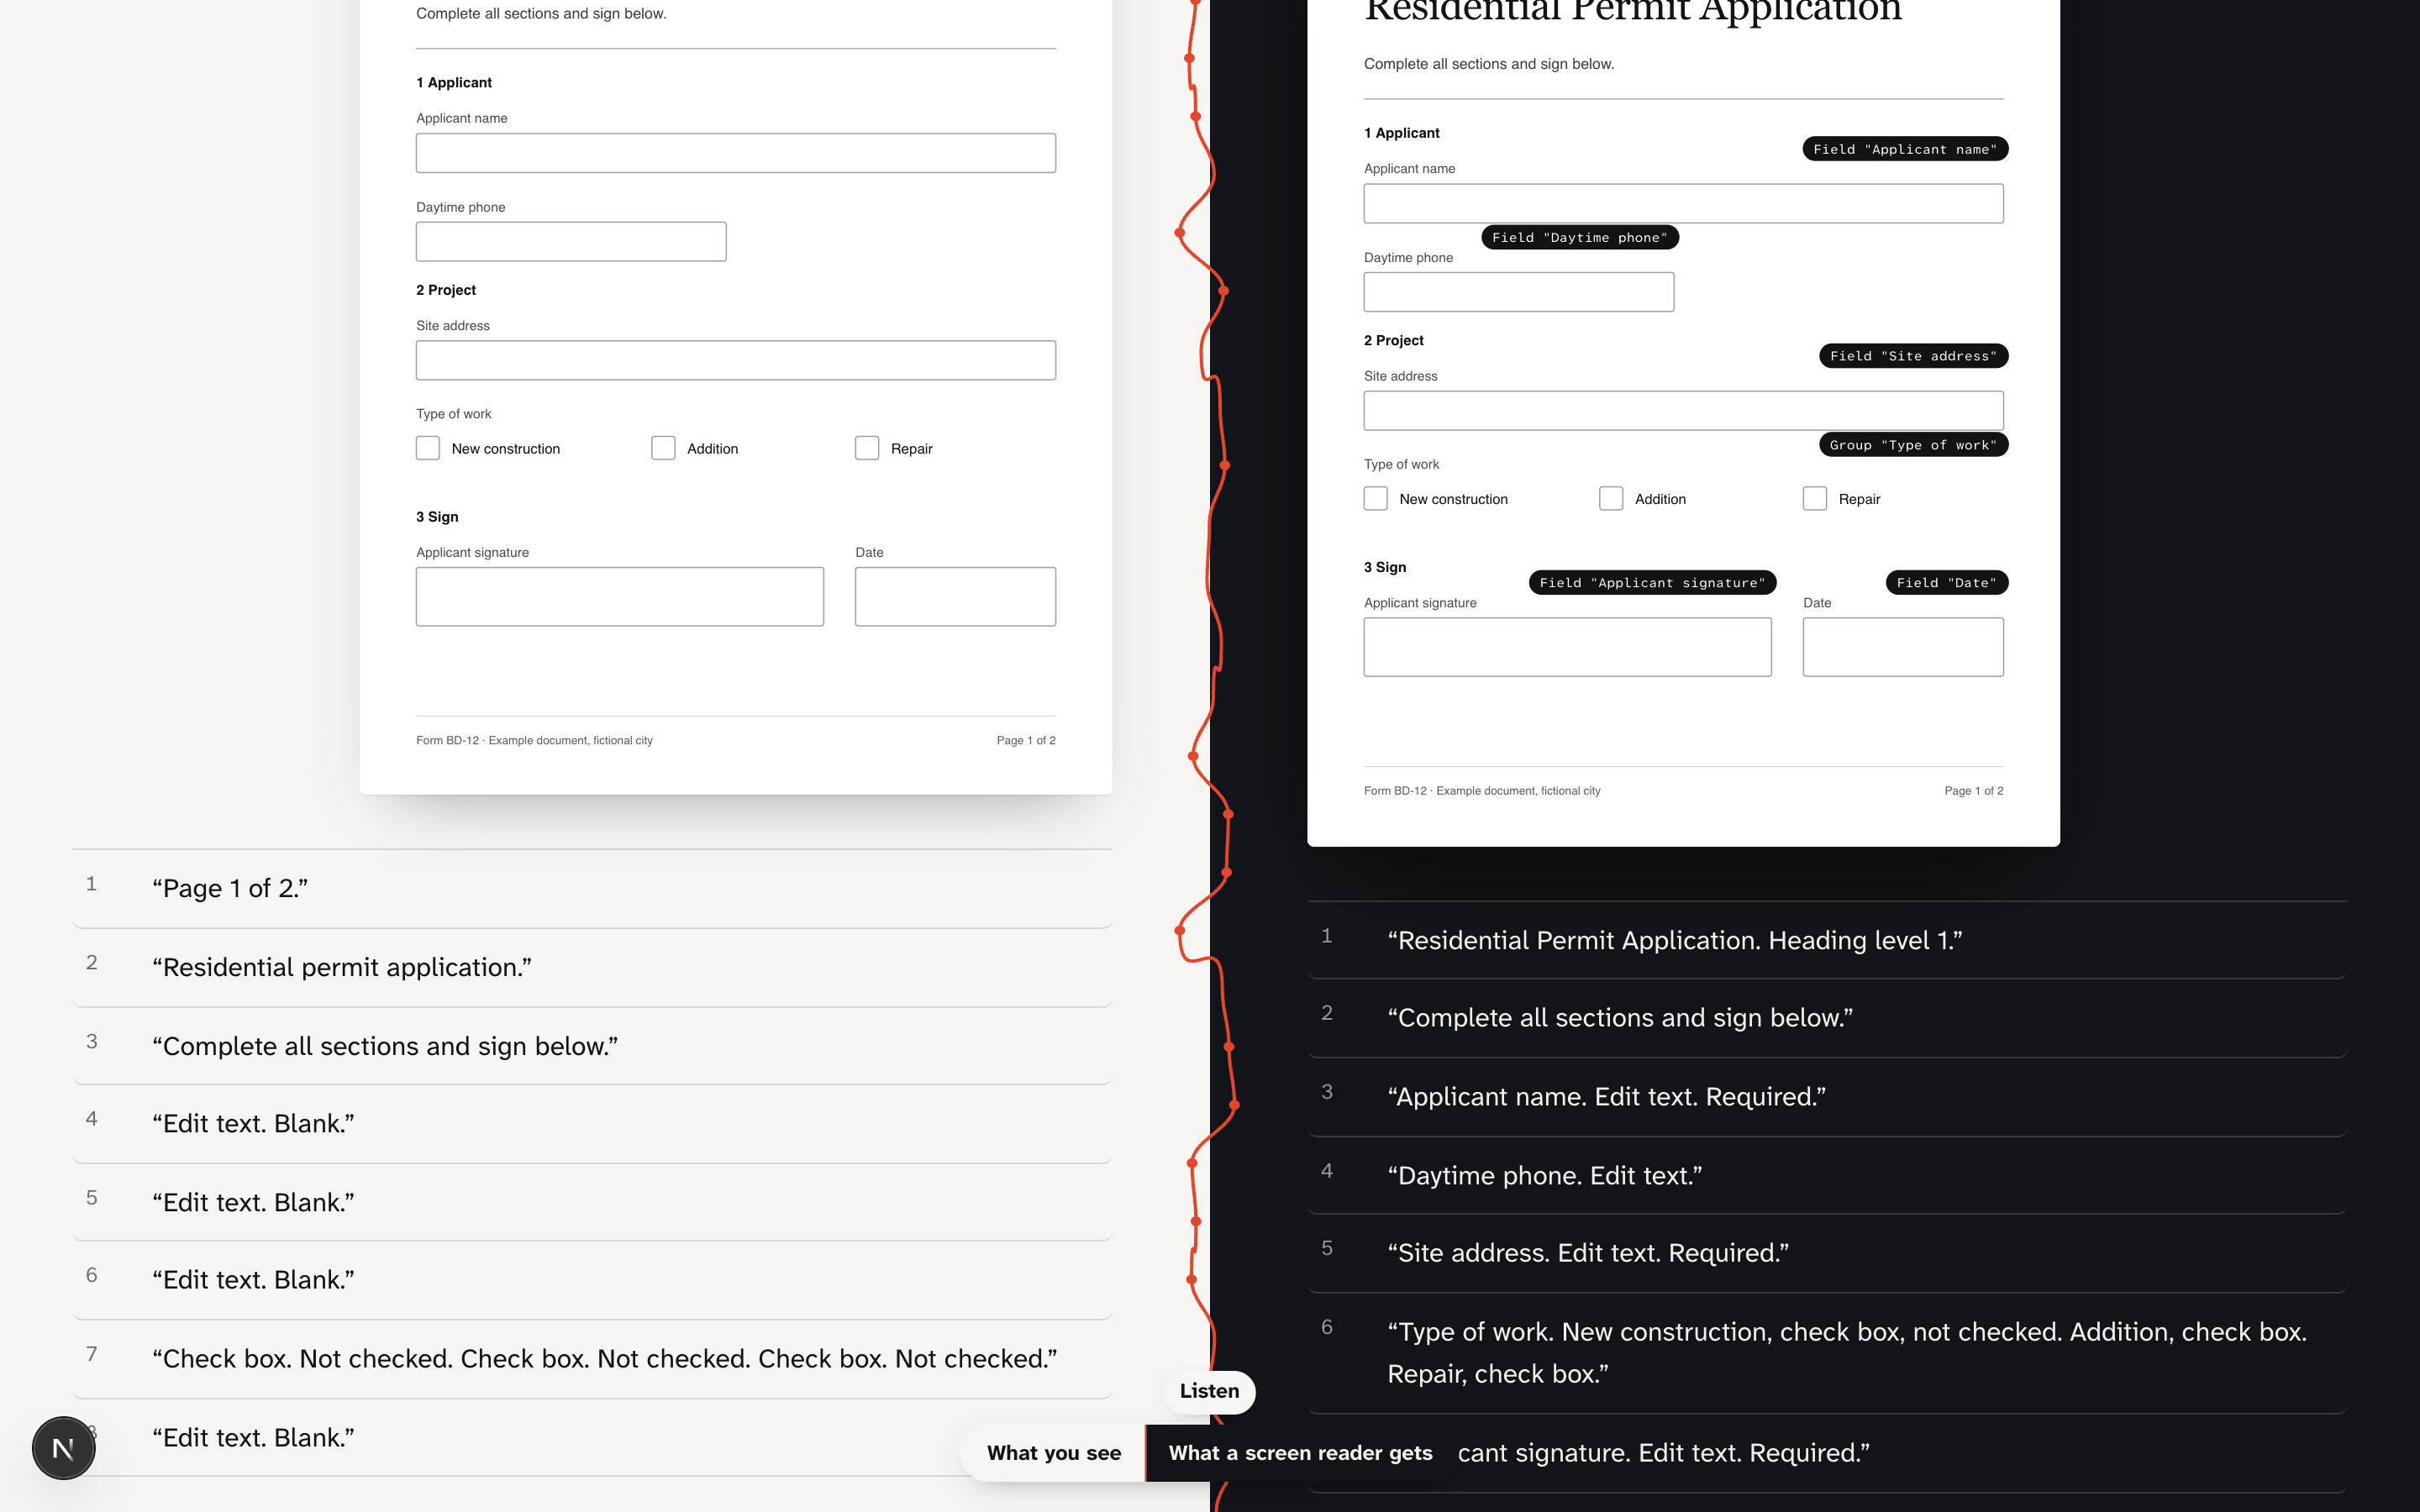 Complete all sections and sign below.
1 Applicant
Applicant name
Daytime phone
2 Project
Site address
Type of work
New construction
Addition
Repair
3 Sign
Applicant signature
Date
Form BD-12 · Example document, fictional city
Page 1 of 2
1
“Page 1 of 2.”
2
“Residential permit application.”
3
“Complete all sections and sign below.”
4
“Edit text. Blank.”
5
“Edit text. Blank.”
6
“Edit text. Blank.”
7
“Check box. Not checked. Check box. Not checked. Check box. Not checked.”
“Edit text. Blank.”
N
Residential Permit Application
Complete all sections and sign below.
1 Applicant
Field "Applicant name"
Applicant name
Field "Daytime phone"
Daytime phone
2 Project
Field "Site address"
Site address
Group "Type of work"
Type of work
New construction
Addition
Repair
3 Sign
Field "Applicant signature"
Field "Date"
Applicant signature
Date
Form BD-12 · Example document, fictional city
Page 1 of 2
1
“Residential Permit Application. Heading level 1.”
2
“Complete all sections and sign below.”
3
“Applicant name. Edit text. Required.”
4
“Daytime phone. Edit text.”
5
“Site address. Edit text. Required.”
6
“Type of work. New construction, check box, not checked. Addition, check box.
Repair, check box.”
cant signature. Edit text. Required.”
Listen
What you see
What a screen reader gets